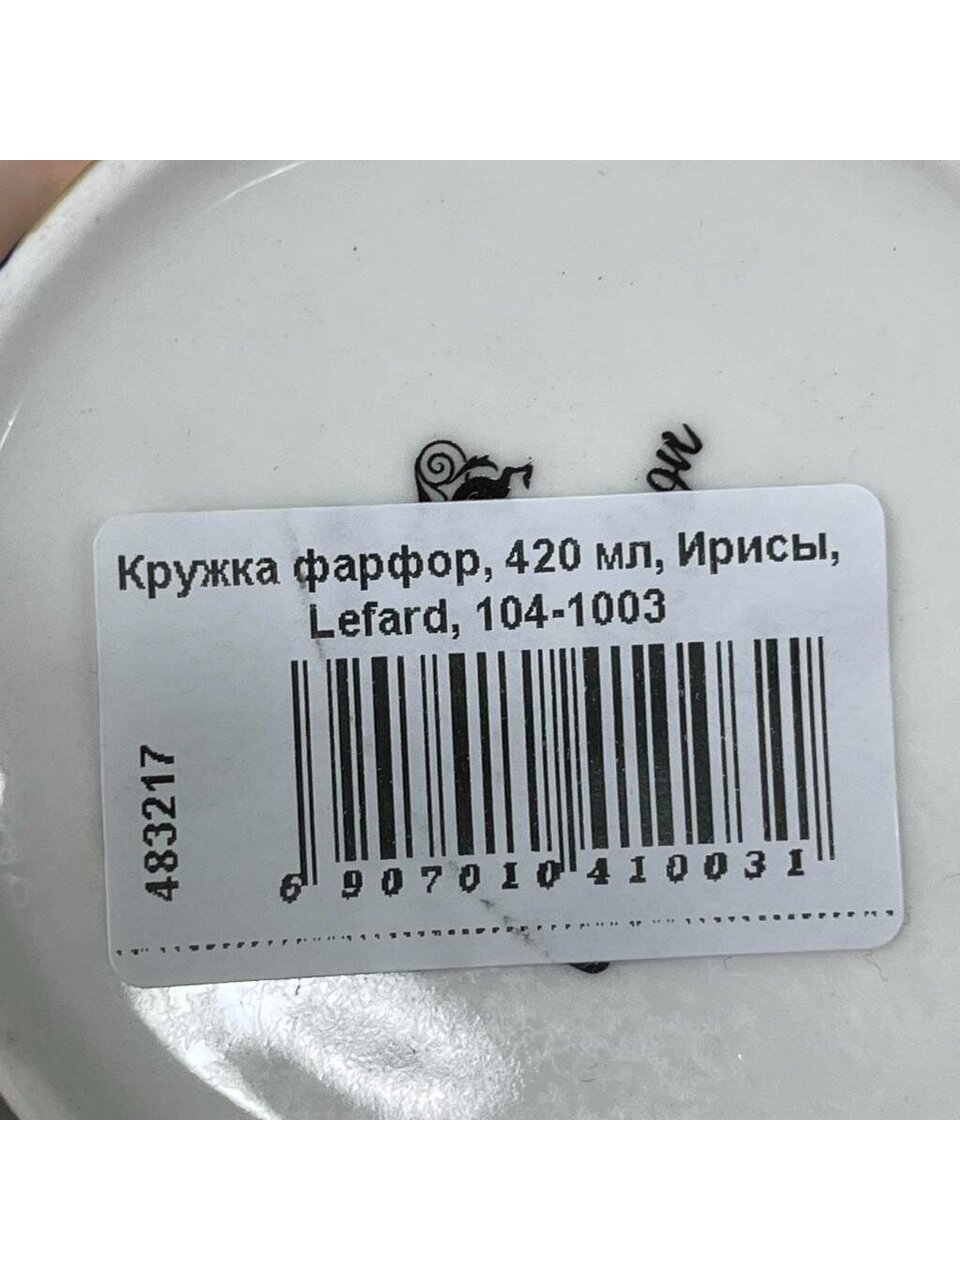 Кружка фарфор, 420 мл, Ирисы,
Lefard, 104-1003
483217
6 907010 410031